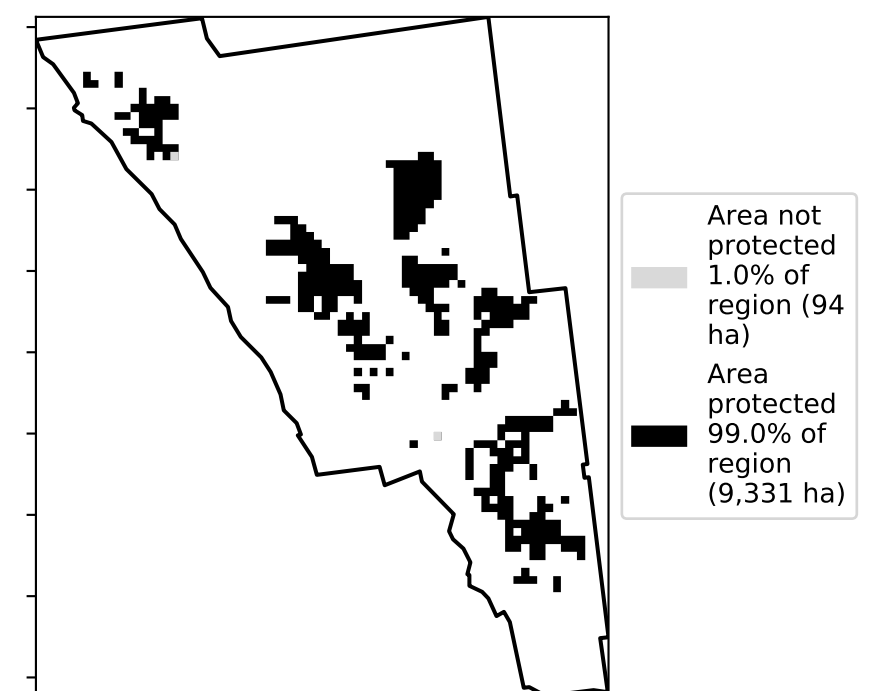 Area not
protected
1.0% of
region (94
ha)
Area
protected
99.0% of
region
(9,331 ha)